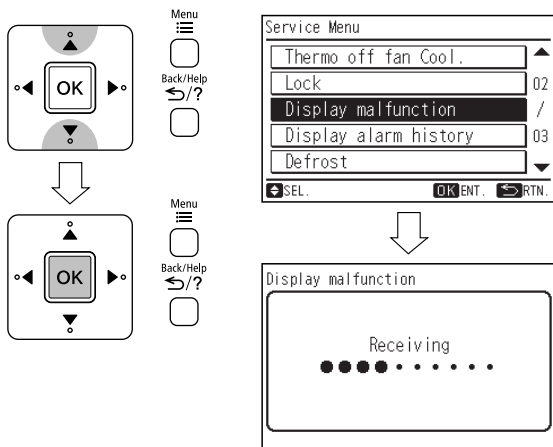 Menu
OK
Back/Help
/?
Service Menu
Thermo off fan Cool.
Lock
02
Display malfunction
/
Display alarm history
03
Defrost
SEL.
OK ENT.
RTN.
Menu
OK
Back/Help
/?
Display malfunction
Receiving